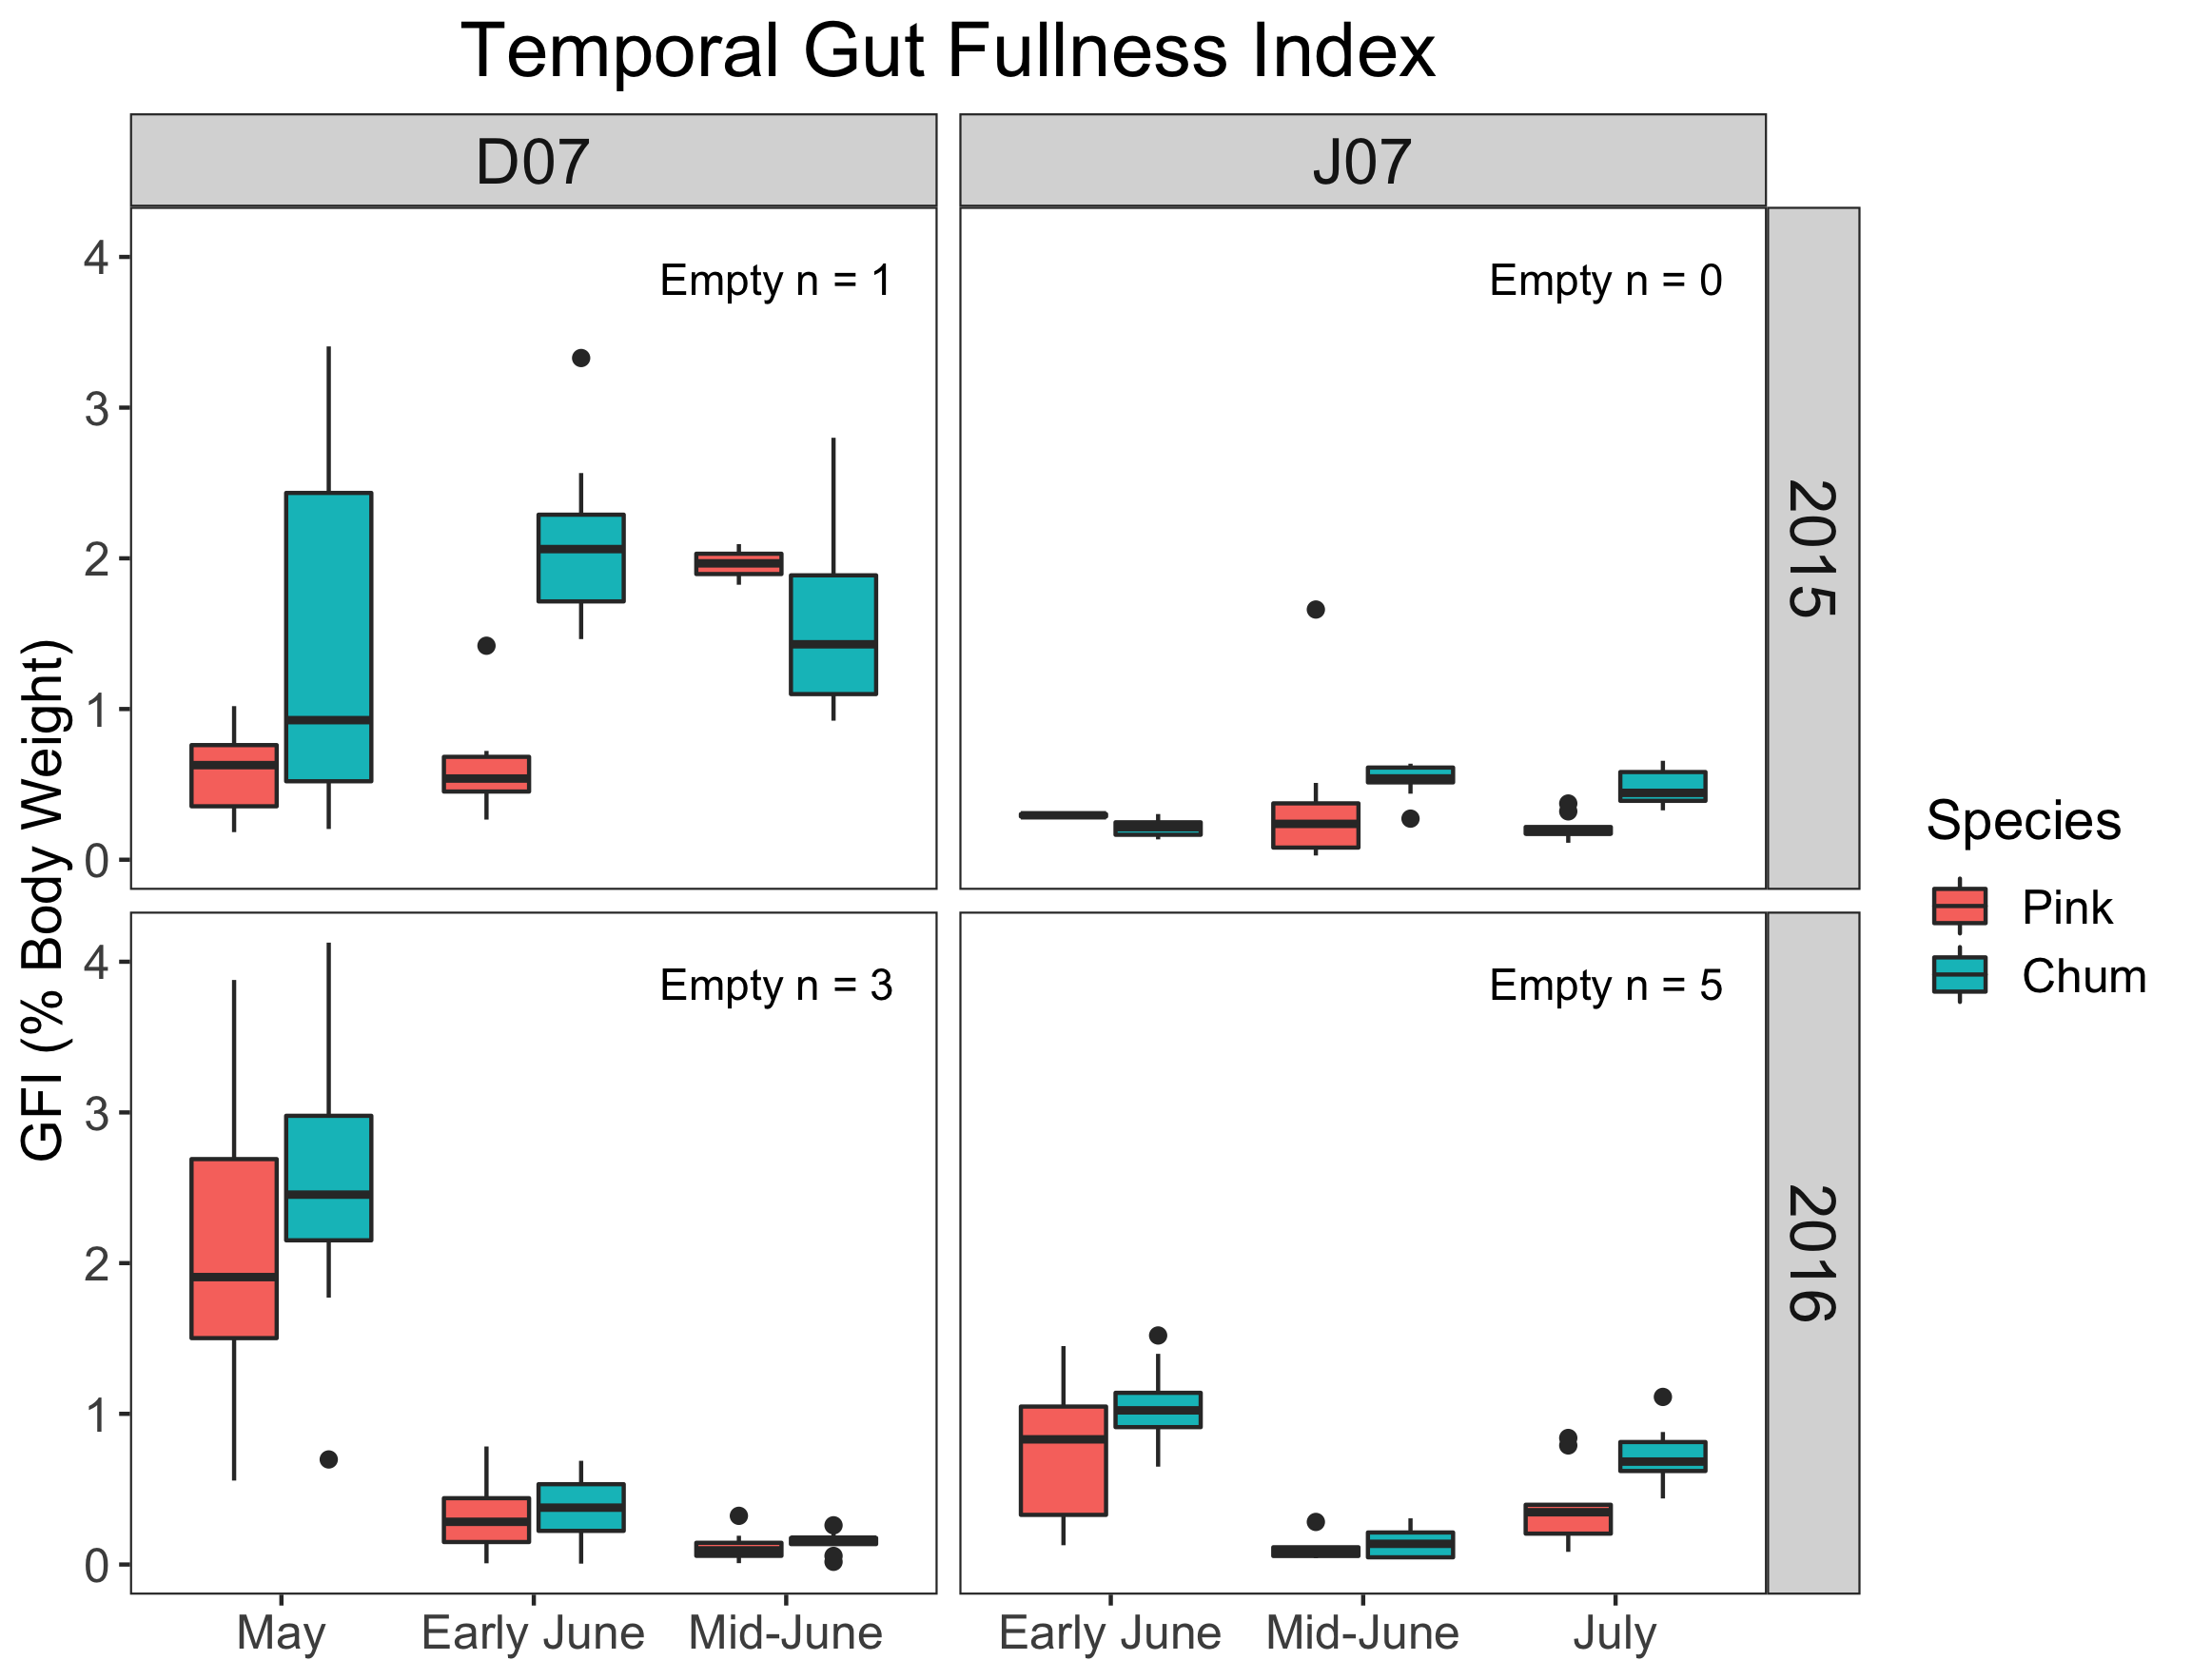 Temporal Gut Fullness Index
D07
J07
GFI (% Body Weight)
4
3
2
1
0
Empty n = 1
Empty n = 0
2015
4
3
2
1
0
Empty n = 3
Empty n = 5
2016
May
Early June
Mid-June
Early June
Mid-June
July
Species
Pink
Chum